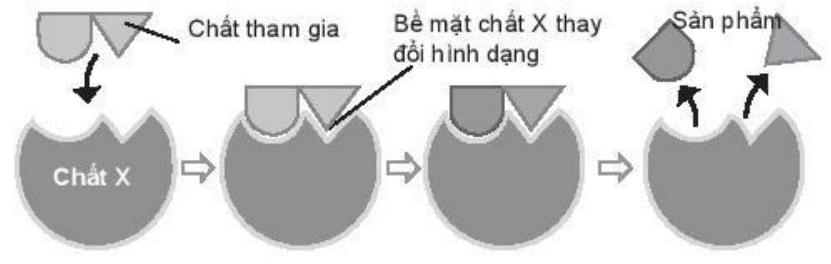 Chất tham gia
Bề mặt chất X thay
đổi hình dạng
Sản phẩm
Chất X